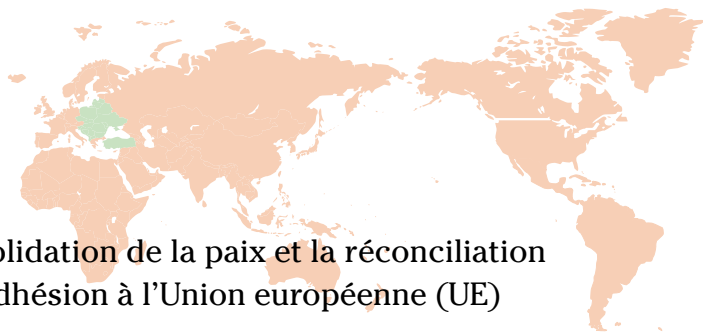 olidation de la paix et la réconciliation
dhésion à l’Union européenne (UE)